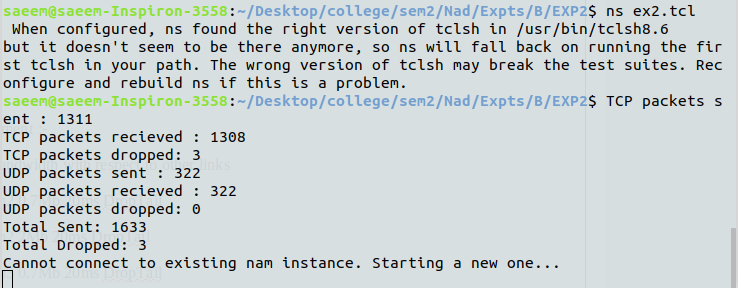 saeem@saeem-Inspiron-3558:~/Desktop/college/sem2/Nad/Expts/B/EXP2$ ns ex2.tcl
 When configured, ns found the right version of tclsh in /usr/bin/tclsh8.6
but it doesn't seem to be there anymore, so ns will fall back on running the fir
st tclsh in your path. The wrong version of tclsh may break the test suites. Rec
onfigure and rebuild ns if this is a problem.
saeem@saeem-Inspiron-3558:~/Desktop/college/sem2/Nad/Expts/B/EXP2$ TCP packets s
ent : 1311
TCP packets recieved : 1308
TCP packets dropped: 3
UDP packets sent : 322
UDP packets recieved : 322
UDP packets dropped: 0
Total Sent: 1633
Total Dropped: 3
Cannot connect to existing nam instance. Starting a new one...